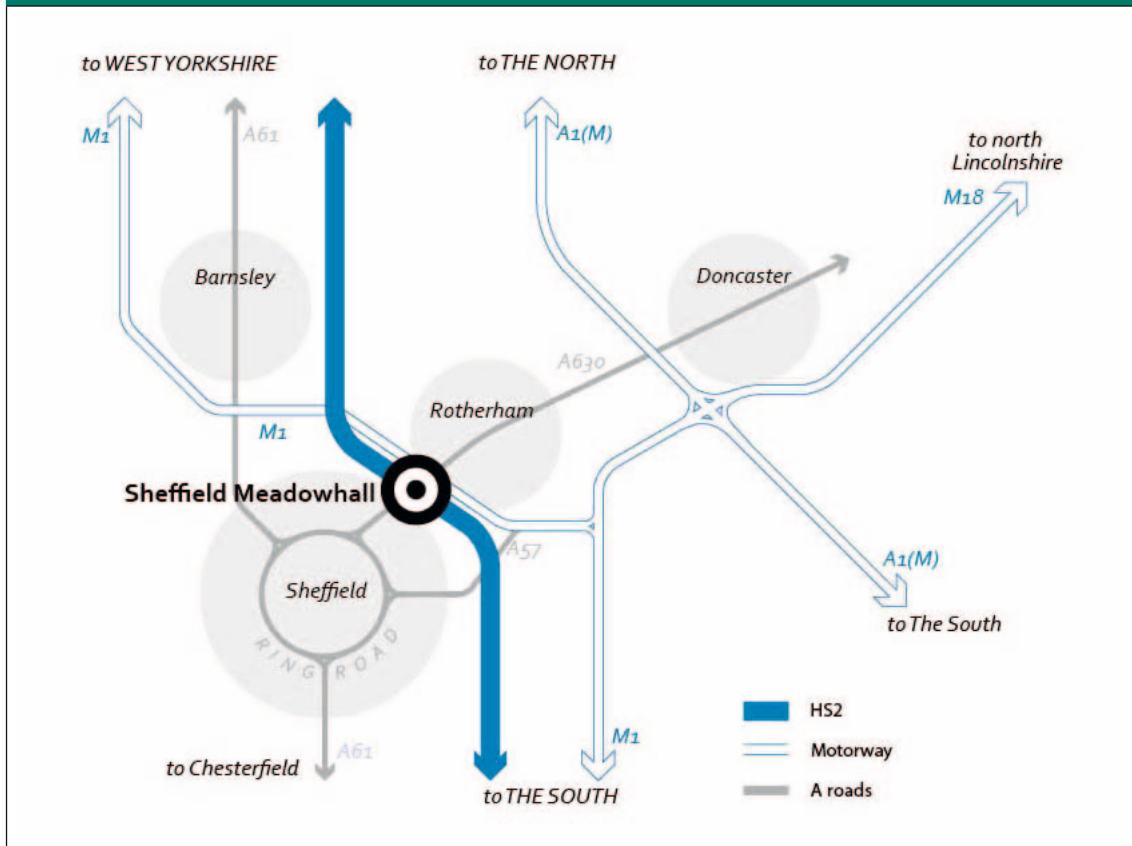 to WEST YORKSHIRE
to THE NORTH
M1
A61
A1(M)
to north
Lincolnshire
M18
Barnsley
Doncaster
A630
Rotherham
M1
Sheffield Meadowhall
A57
Sheffield
RING ROAD
A1(M)
to The South
HS2
M1
Motorway
A61
to Chesterfield
A roads
to THE SOUTH